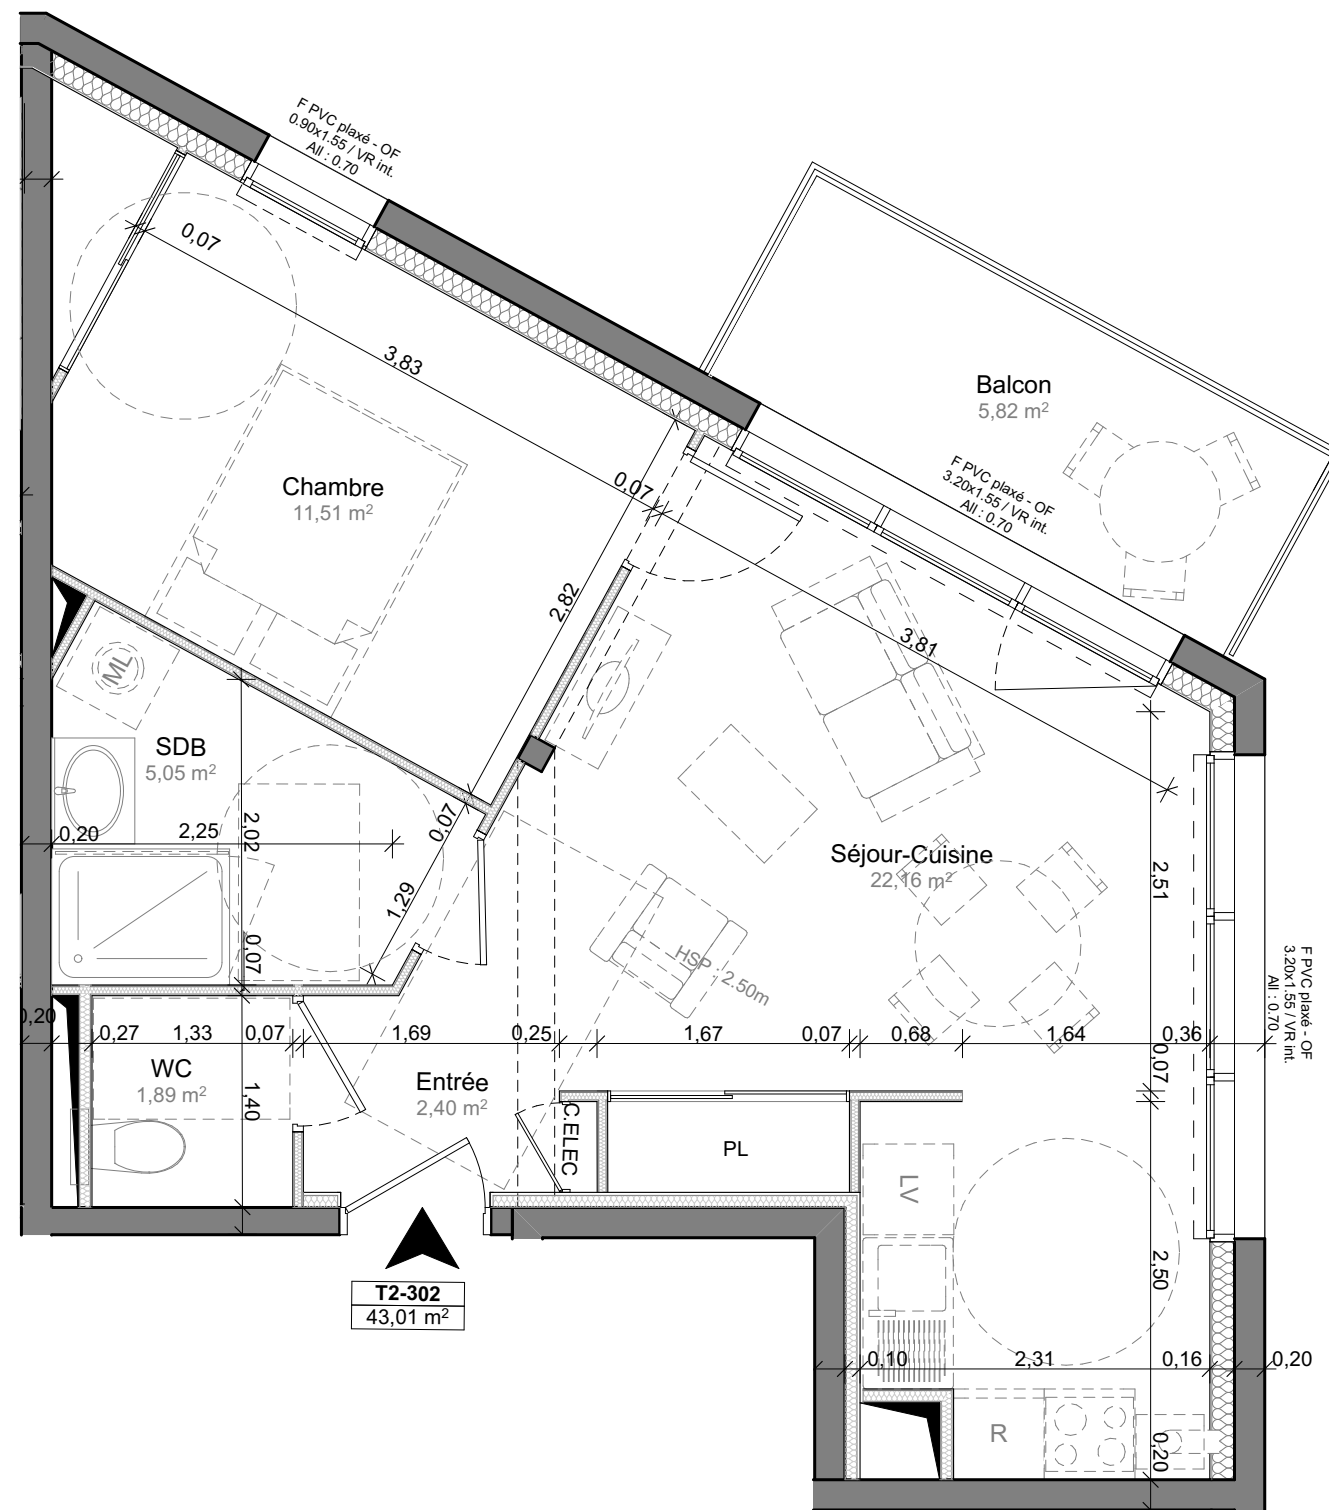 F PVC plaxé - OF
0.90x1.55 / VR int.
All : 0.70
0,07
3,83
Balcon
5,82 m²
F PVC plaxé - OF
3.20x1.55 / VR int.
All : 0.70
Chambre
11,51 m²
0,07
2,82
3,81
ML
SDB
5,05 m²
0,20
2,25
2,02
0,07
1,29
0,07
Séjour-Cuisine
22,16 m²
2,51
HSP : 2.50m
F PVC plaxé - OF
3.20x1.55 / VR int.
All : 0.70
0,20
0,27
1,33
0,07
1,69
0,25
1,67
0,07
0,68
1,64
0,36
0,07
WC
1,89 m²
1,40
Entrée
2,40 m²
C.ELEC
PL
LV
T2-302
43,01 m²
2,50
0,10
2,31
0,16
0,20
R
0,20